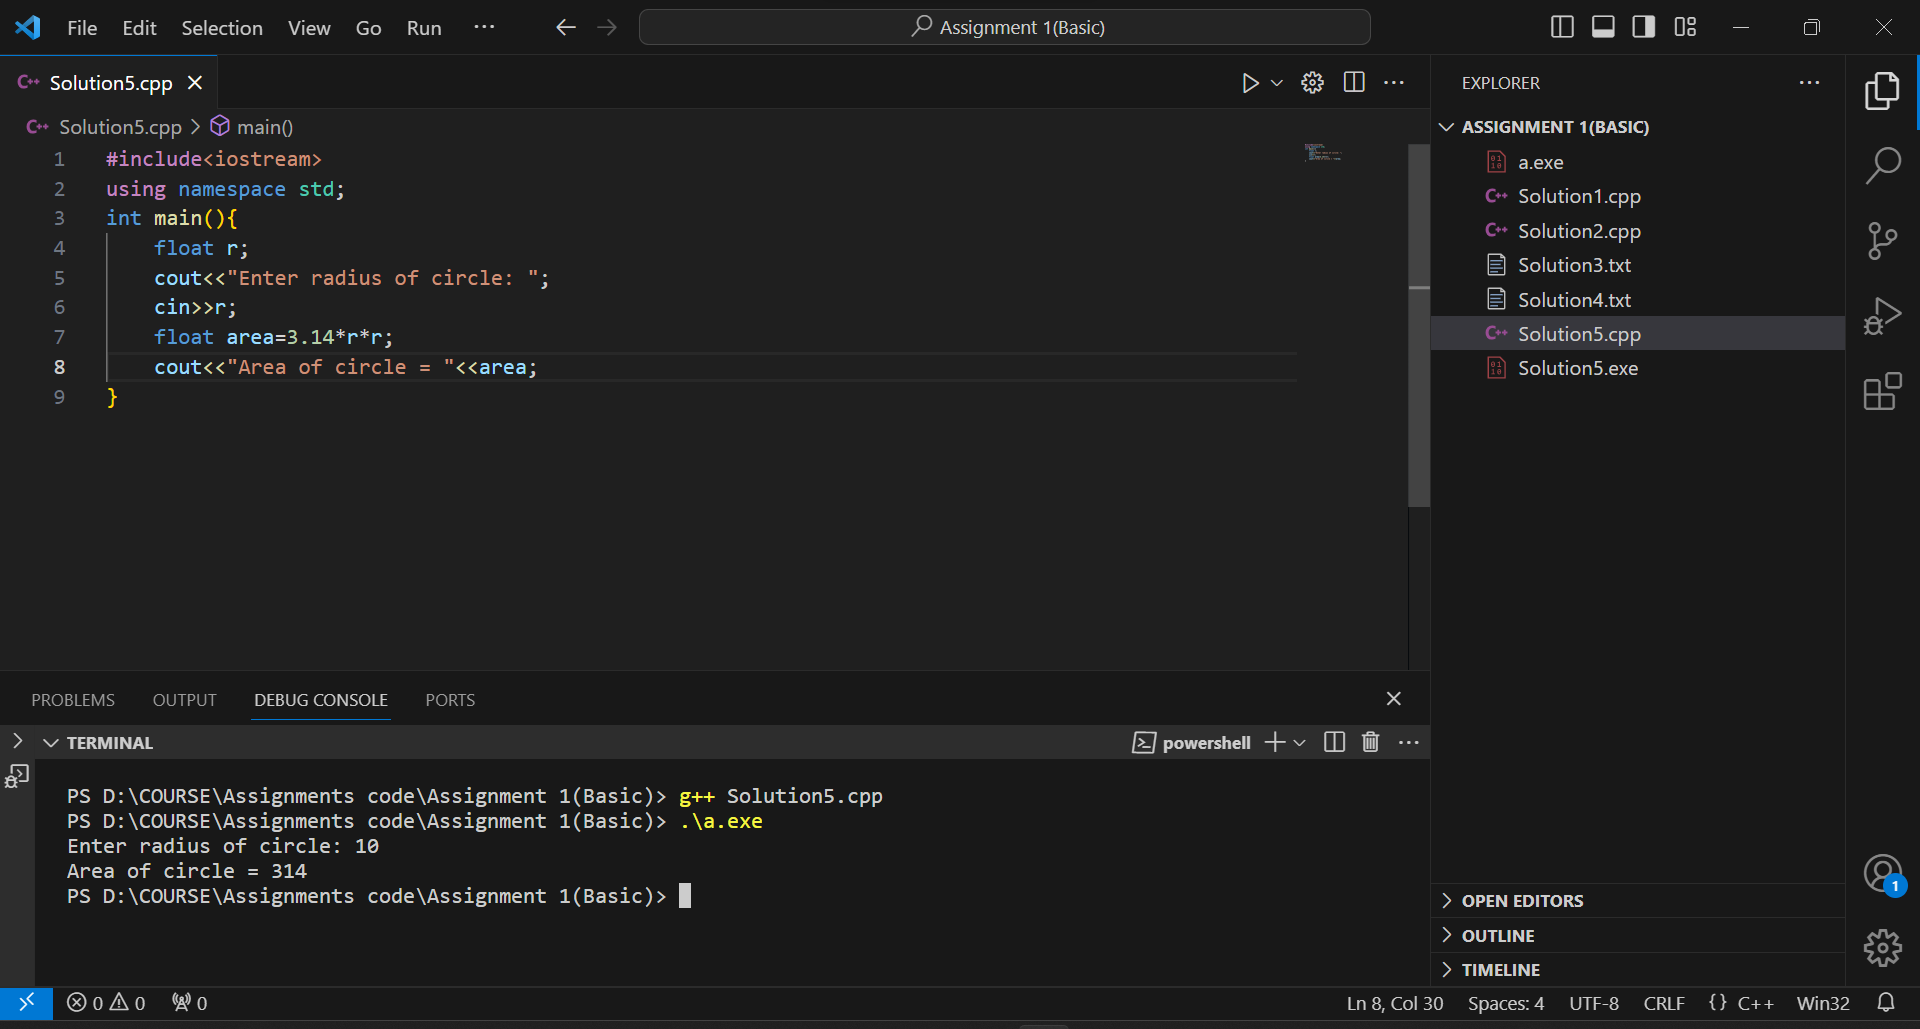 File Edit Selection View Go Run ··· Assignment 1(Basic)
Solution5.cpp
Solution5.cpp > main()
1 #include<iostream>
2 using namespace std;
3 int main(){
4     float r;
5     cout<<"Enter radius of circle: ";
6     cin>>r;
7     float area=3.14*r*r;
8     cout<<"Area of circle = "<<area;
9 }
EXPLORER
ASSIGNMENT 1(BASIC)
a.exe
Solution1.cpp
Solution2.cpp
Solution3.txt
Solution4.txt
Solution5.cpp
Solution5.exe
PROBLEMS OUTPUT DEBUG CONSOLE PORTS
TERMINAL powershell
PS D:\COURSE\Assignments code\Assignment 1(Basic)> g++ Solution5.cpp
PS D:\COURSE\Assignments code\Assignment 1(Basic)> .\a.exe
Enter radius of circle: 10
Area of circle = 314
PS D:\COURSE\Assignments code\Assignment 1(Basic)>
1
OPEN EDITORS
OUTLINE
TIMELINE
0 0 0 Ln 8, Col 30 Spaces: 4 UTF-8 CRLF {} C++ Win32